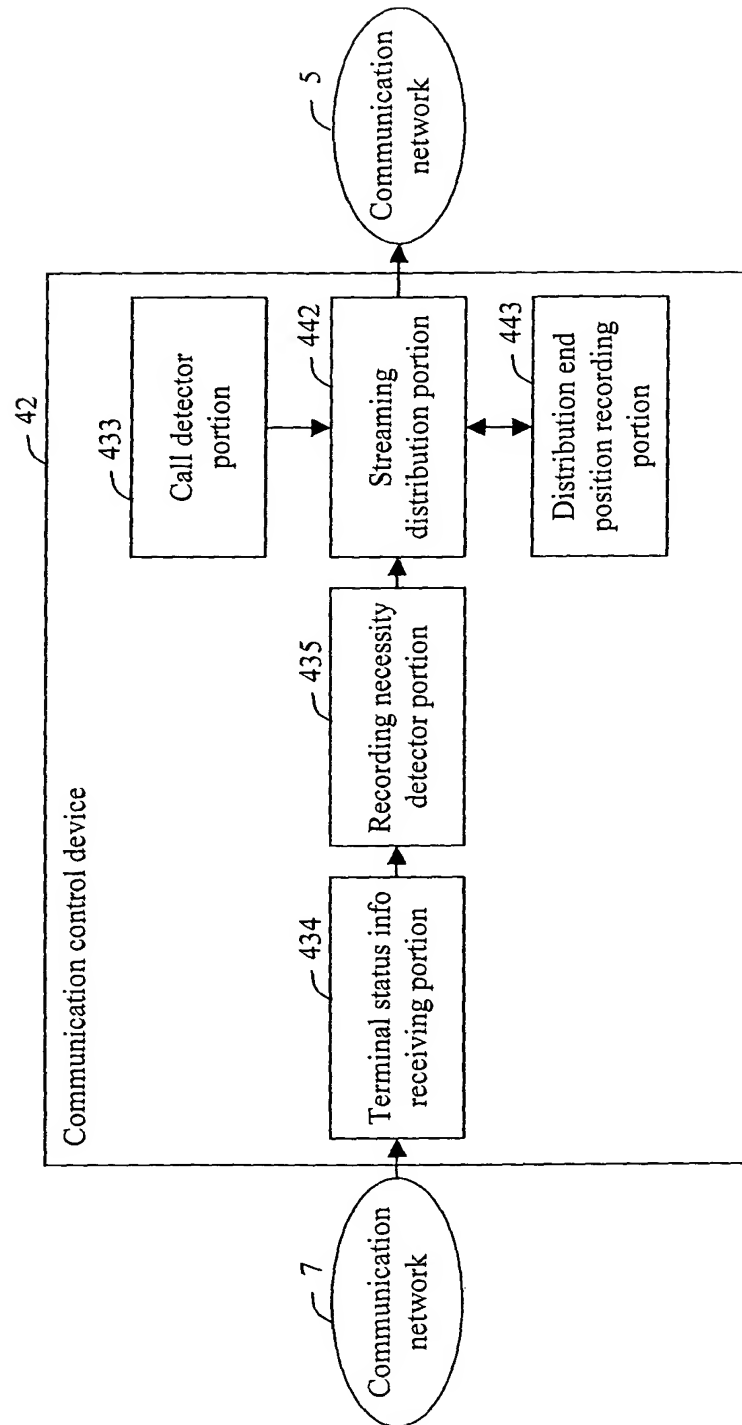 42
Communication control device
433
Call detector
portion
7
Communication
network
434
Terminal status info
receiving portion
435
Recording necessity
detector portion
442
Streaming
distribution portion
5
Communication
network
443
Distribution end
position recording
portion